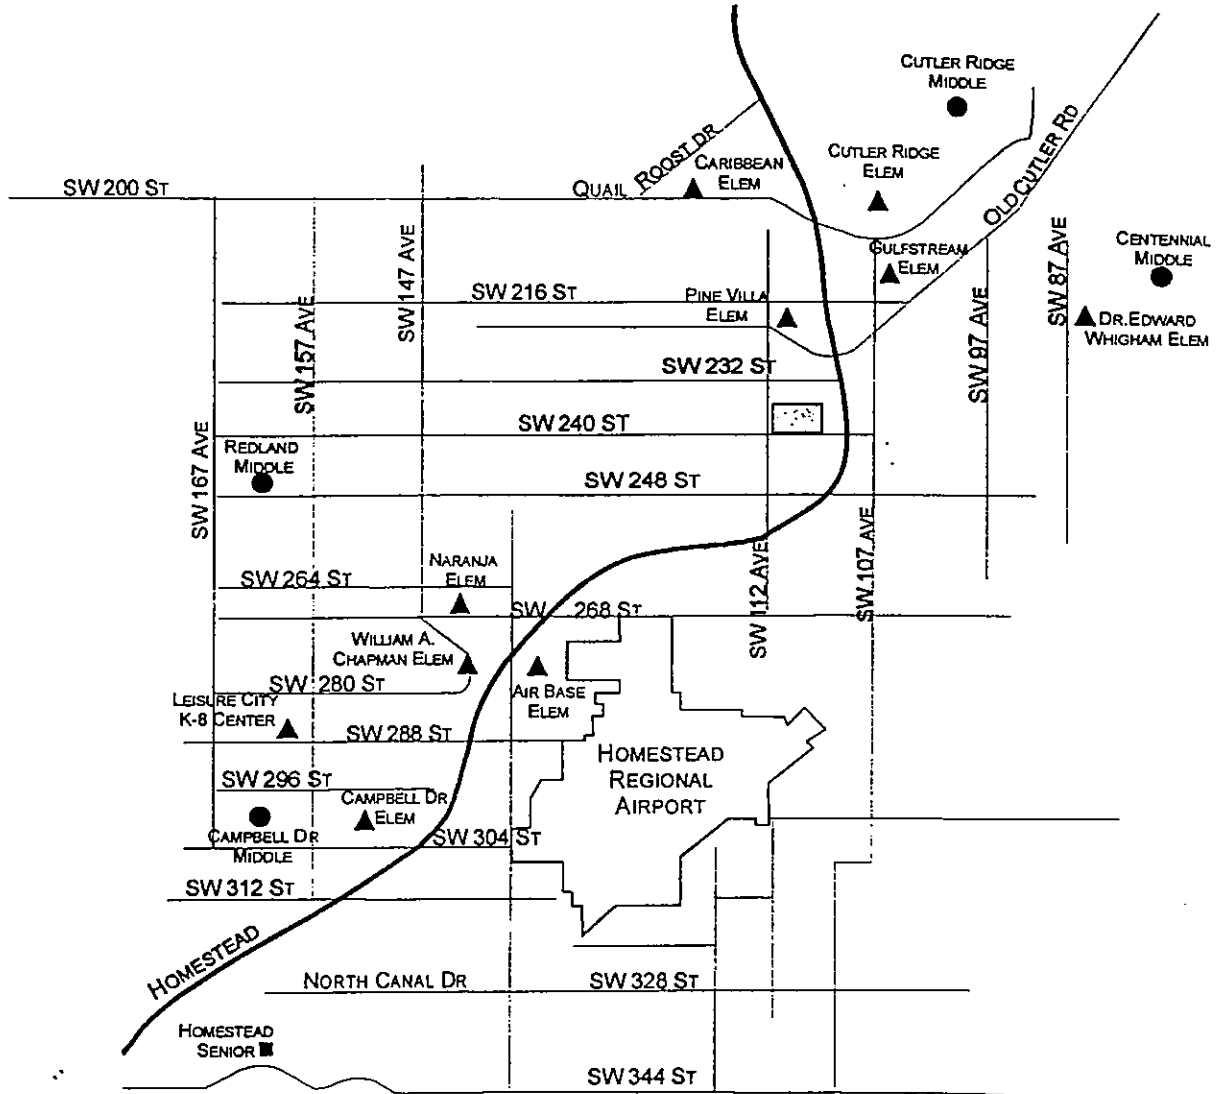 CUTLER RIDGE
MIDDLE
OLD CUTLER RD
QUAIL ROOST DR
CARIBBEAN
ELEM
CUTLER RIDGE
ELEM
SW 200 ST
SW 147 AVE
GULFSTREAM
ELEM
SW 87 AVE
CENTENNIAL
MIDDLE
SW 216 ST
PINE VILLA
ELEM
DR. EDWARD
WHIGHAM ELEM
SW 157 AVE
SW 97 AVE
SW 232 ST
SW 240 ST
SW 167 AVE
REDLAND
MIDDLE
SW 248 ST
NARANJA
ELEM
SW 264 ST
SW 112 AVE
SW 107 AVE
SW 268 ST
WILLIAM A.
CHAPMAN ELEM
SW 280 ST
AIR BASE
ELEM
LEISURE CITY
K-8 CENTER
SW 288 ST
HOMESTEAD
REGIONAL
AIRPORT
SW 296 ST
CAMPBELL DR
ELEM
CAMPBELL DR
MIDDLE
SW 304 ST
SW 312 ST
HOMESTEAD
NORTH CANAL DR
SW 328 ST
HOMESTEAD
SENIOR
SW 344 ST